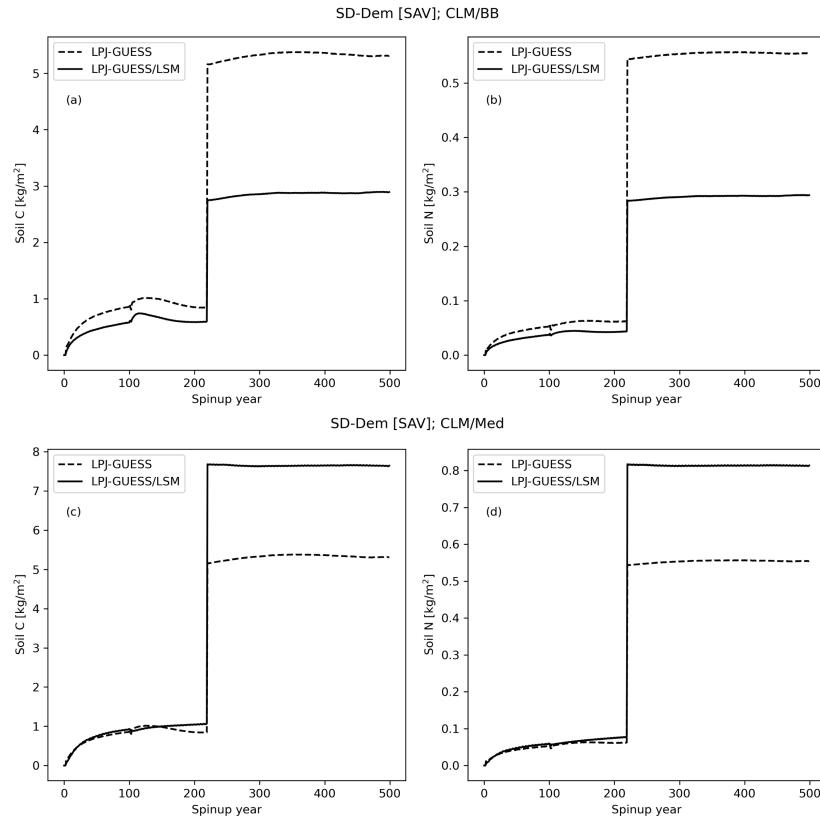 SD-Dem [SAV]; CLM/BB
LPJ-GUESS
LPJ-GUESS/LSM
(a)
Soil C [kg/m²]
5
4
3
2
1
0
0 100 200 300 400 500
Spinup year
LPJ-GUESS
LPJ-GUESS/LSM
(b)
Soil N [kg/m²]
0.5
0.4
0.3
0.2
0.1
0.0
0 100 200 300 400 500
Spinup year
SD-Dem [SAV]; CLM/Med
LPJ-GUESS
LPJ-GUESS/LSM
(c)
Soil C [kg/m²]
8
7
6
5
4
3
2
1
0
0 100 200 300 400 500
Spinup year
LPJ-GUESS
LPJ-GUESS/LSM
(d)
Soil N [kg/m²]
0.8
0.7
0.6
0.5
0.4
0.3
0.2
0.1
0.0
0 100 200 300 400 500
Spinup year